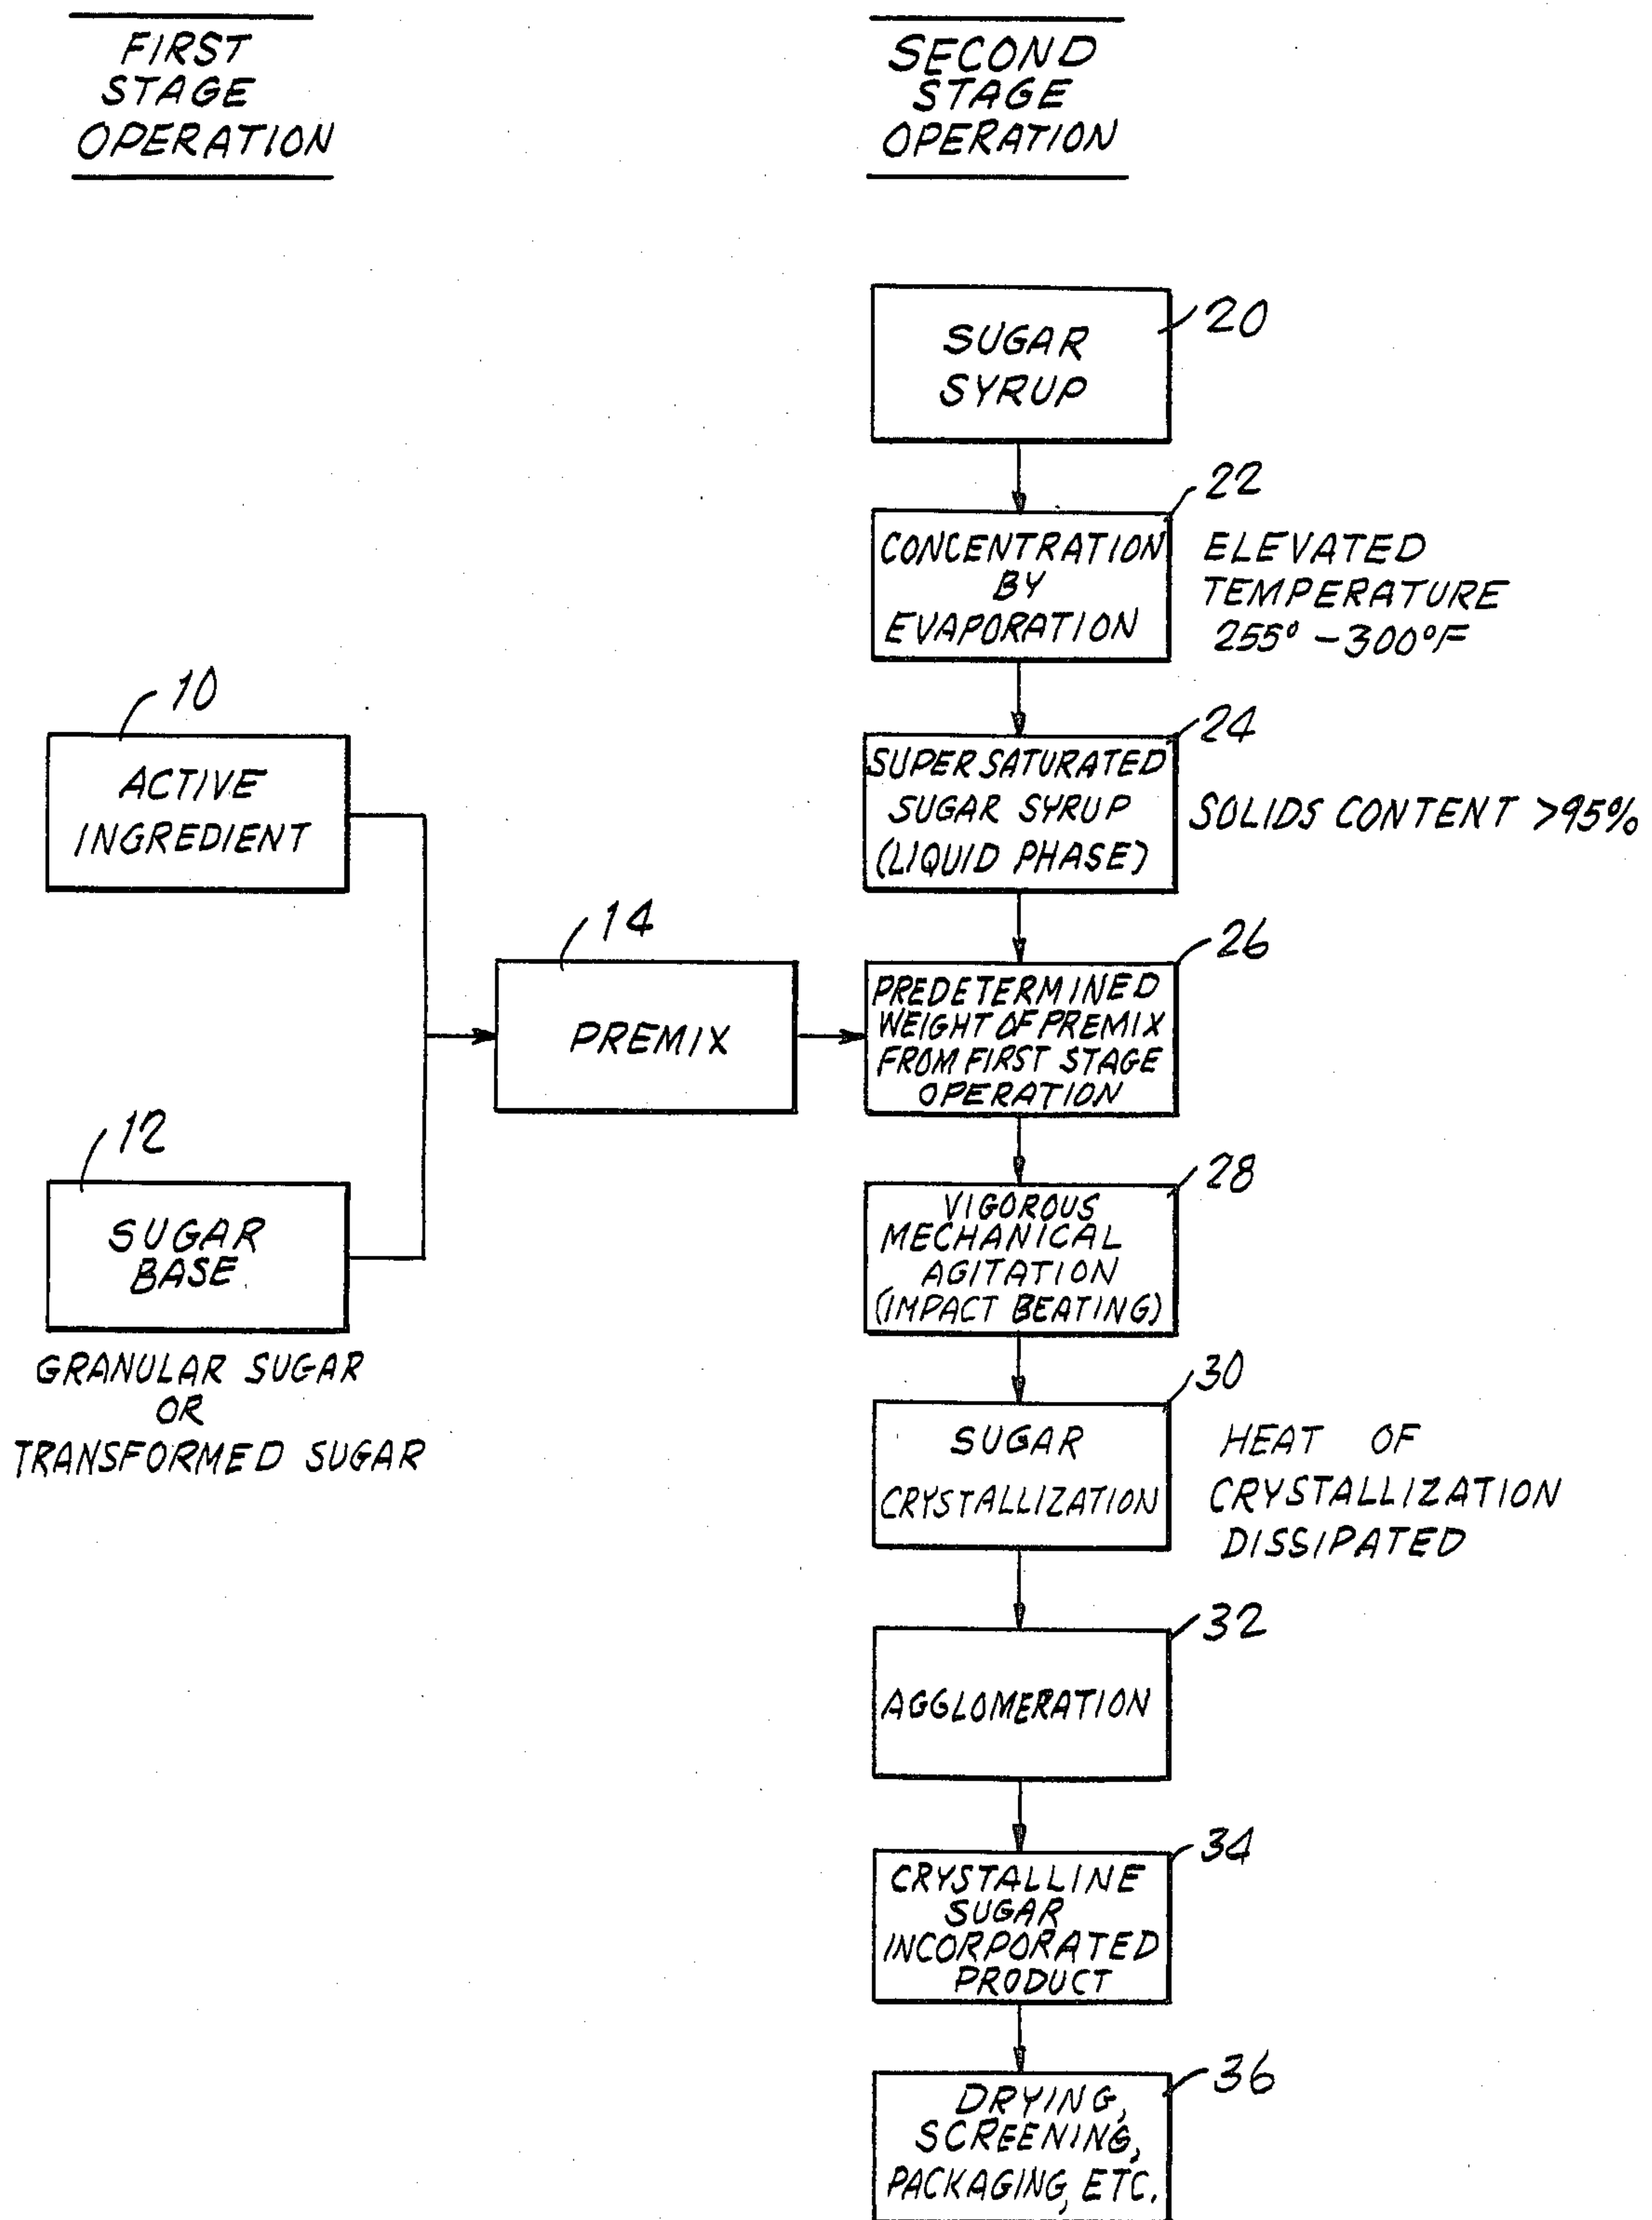 FIRST
STAGE
OPERATION
SECOND
STAGE
OPERATION
20
SUGAR
SYRUP
22
CONCENTRATION
BY
EVAPORATION
ELEVATED
TEMPERATURE
255° - 300°F
10
ACTIVE
INGREDIENT
24
SUPER SATURATED
SUGAR SYRUP
(LIQUID PHASE)
SOLIDS CONTENT >95%
14
PREMIX
26
PREDETERMINED
WEIGHT OF PREMIX
FROM FIRST STAGE
OPERATION
12
SUGAR
BASE
GRANULAR SUGAR
OR
TRANSFORMED SUGAR
28
VIGOROUS
MECHANICAL
AGITATION
(IMPACT BEATING)
30
SUGAR
CRYSTALLIZATION
HEAT OF
CRYSTALLIZATION
DISSIPATED
32
AGGLOMERATION
34
CRYSTALLINE
SUGAR
INCORPORATED
PRODUCT
36
DRYING,
SCREENING,
PACKAGING, ETC.